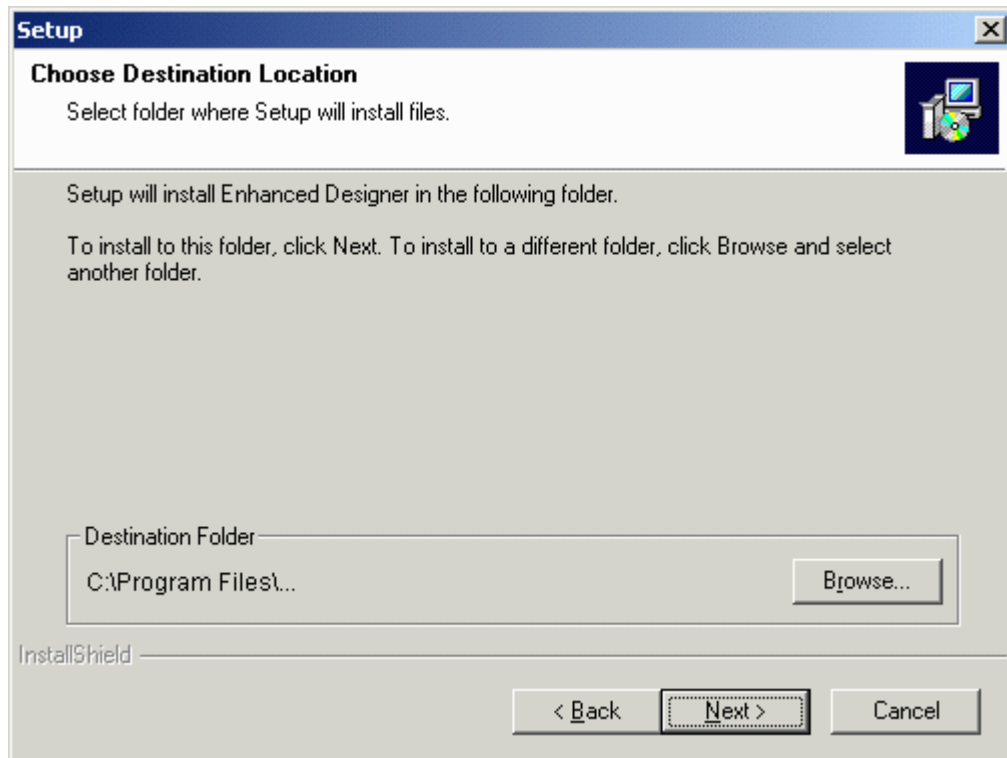 Setup
Choose Destination Location
Select folder where Setup will install files.
Setup will install Enhanced Designer in the following folder.
To install to this folder, click Next. To install to a different folder, click Browse and select
another folder.
Destination Folder
C:\Program Files\...
Browse...
InstallShield
< Back
Next >
Cancel